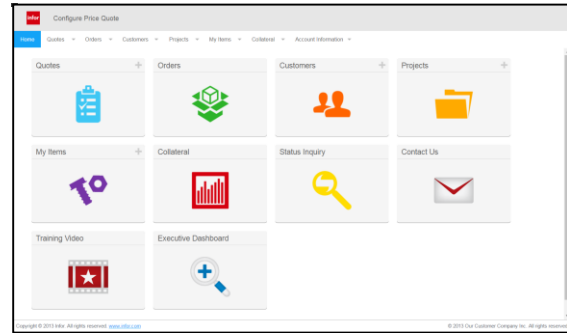 infor Configure Price Quote
Home Quotes Orders Customers Projects My Items Collateral Account Information
Quotes + Orders Customers + Projects +
My Items + Collateral Status Inquiry Contact Us
Training Video Executive Dashboard
Copyright © 2013 Infor. All rights reserved. www.infor.com © 2013 Our Customer Company Inc. All rights reserved